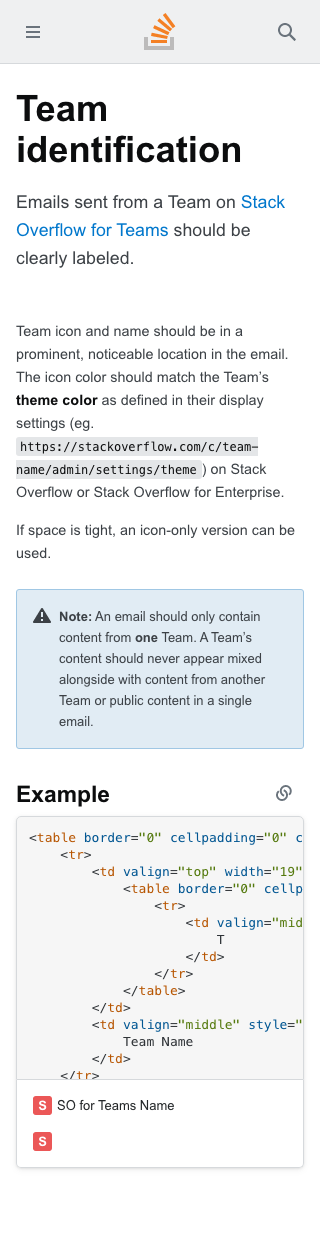 Team
identification
Emails sent from a Team on Stack
Overflow for Teams should be
clearly labeled.
Team icon and name should be in a
prominent, noticeable location in the email.
The icon color should match the Team's
theme color as defined in their display
settings (eg.
https://stackoverflow.com/c/team-
name/admin/settings/theme) on Stack
Overflow or Stack Overflow for Enterprise.
If space is tight, an icon-only version can be
used.
Note: An email should only contain
content from one Team. A Team's
content should never appear mixed
alongside with content from another
Team or public content in a single
email.
Example
<table border="0" cellpadding="0" c
<tr>
<td valign="top" width="19"
<table border="0" cellp
<tr>
<td valign="mid
T
</td>
</tr>
</table>
</td>
<td valign="middle" style="
Team Name
</td>
</tr>
S SO for Teams Name
S